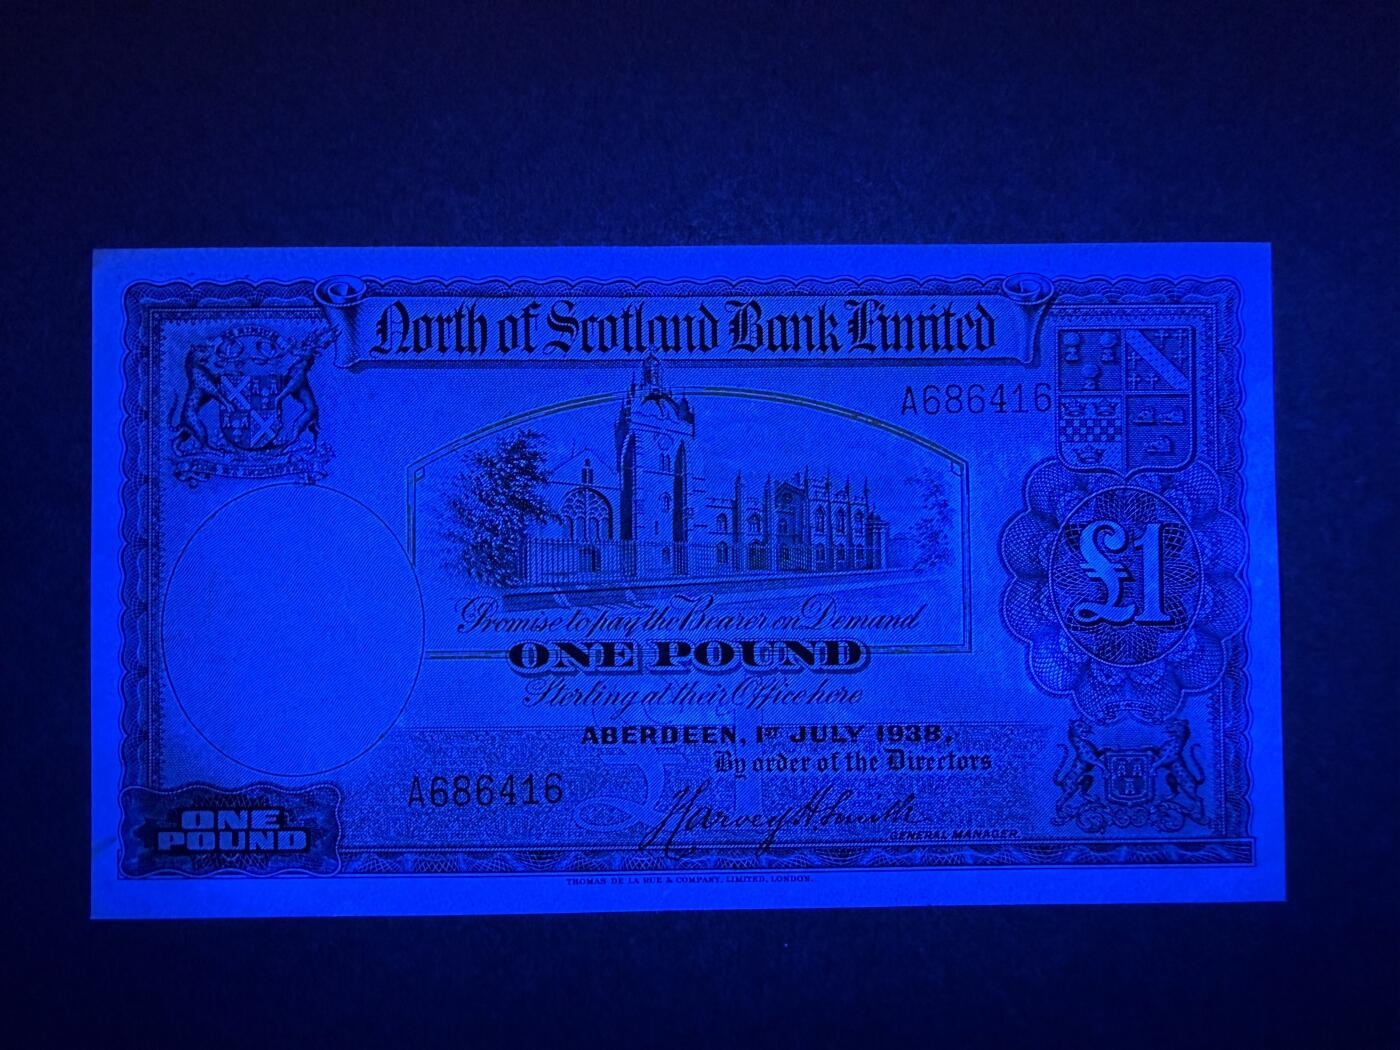 North of Scotland Bank Limited
A686416
£1
Promise to pay the Bearer on Demand
ONE POUND
Sterling at their Office here
ABERDEEN, 1ST JULY 1938.
By order of the Directors
A686416
Harvey H. Smith
GENERAL MANAGER.
ONE
POUND
THOMAS DE LA RUE & COMPANY, LIMITED, LONDON.